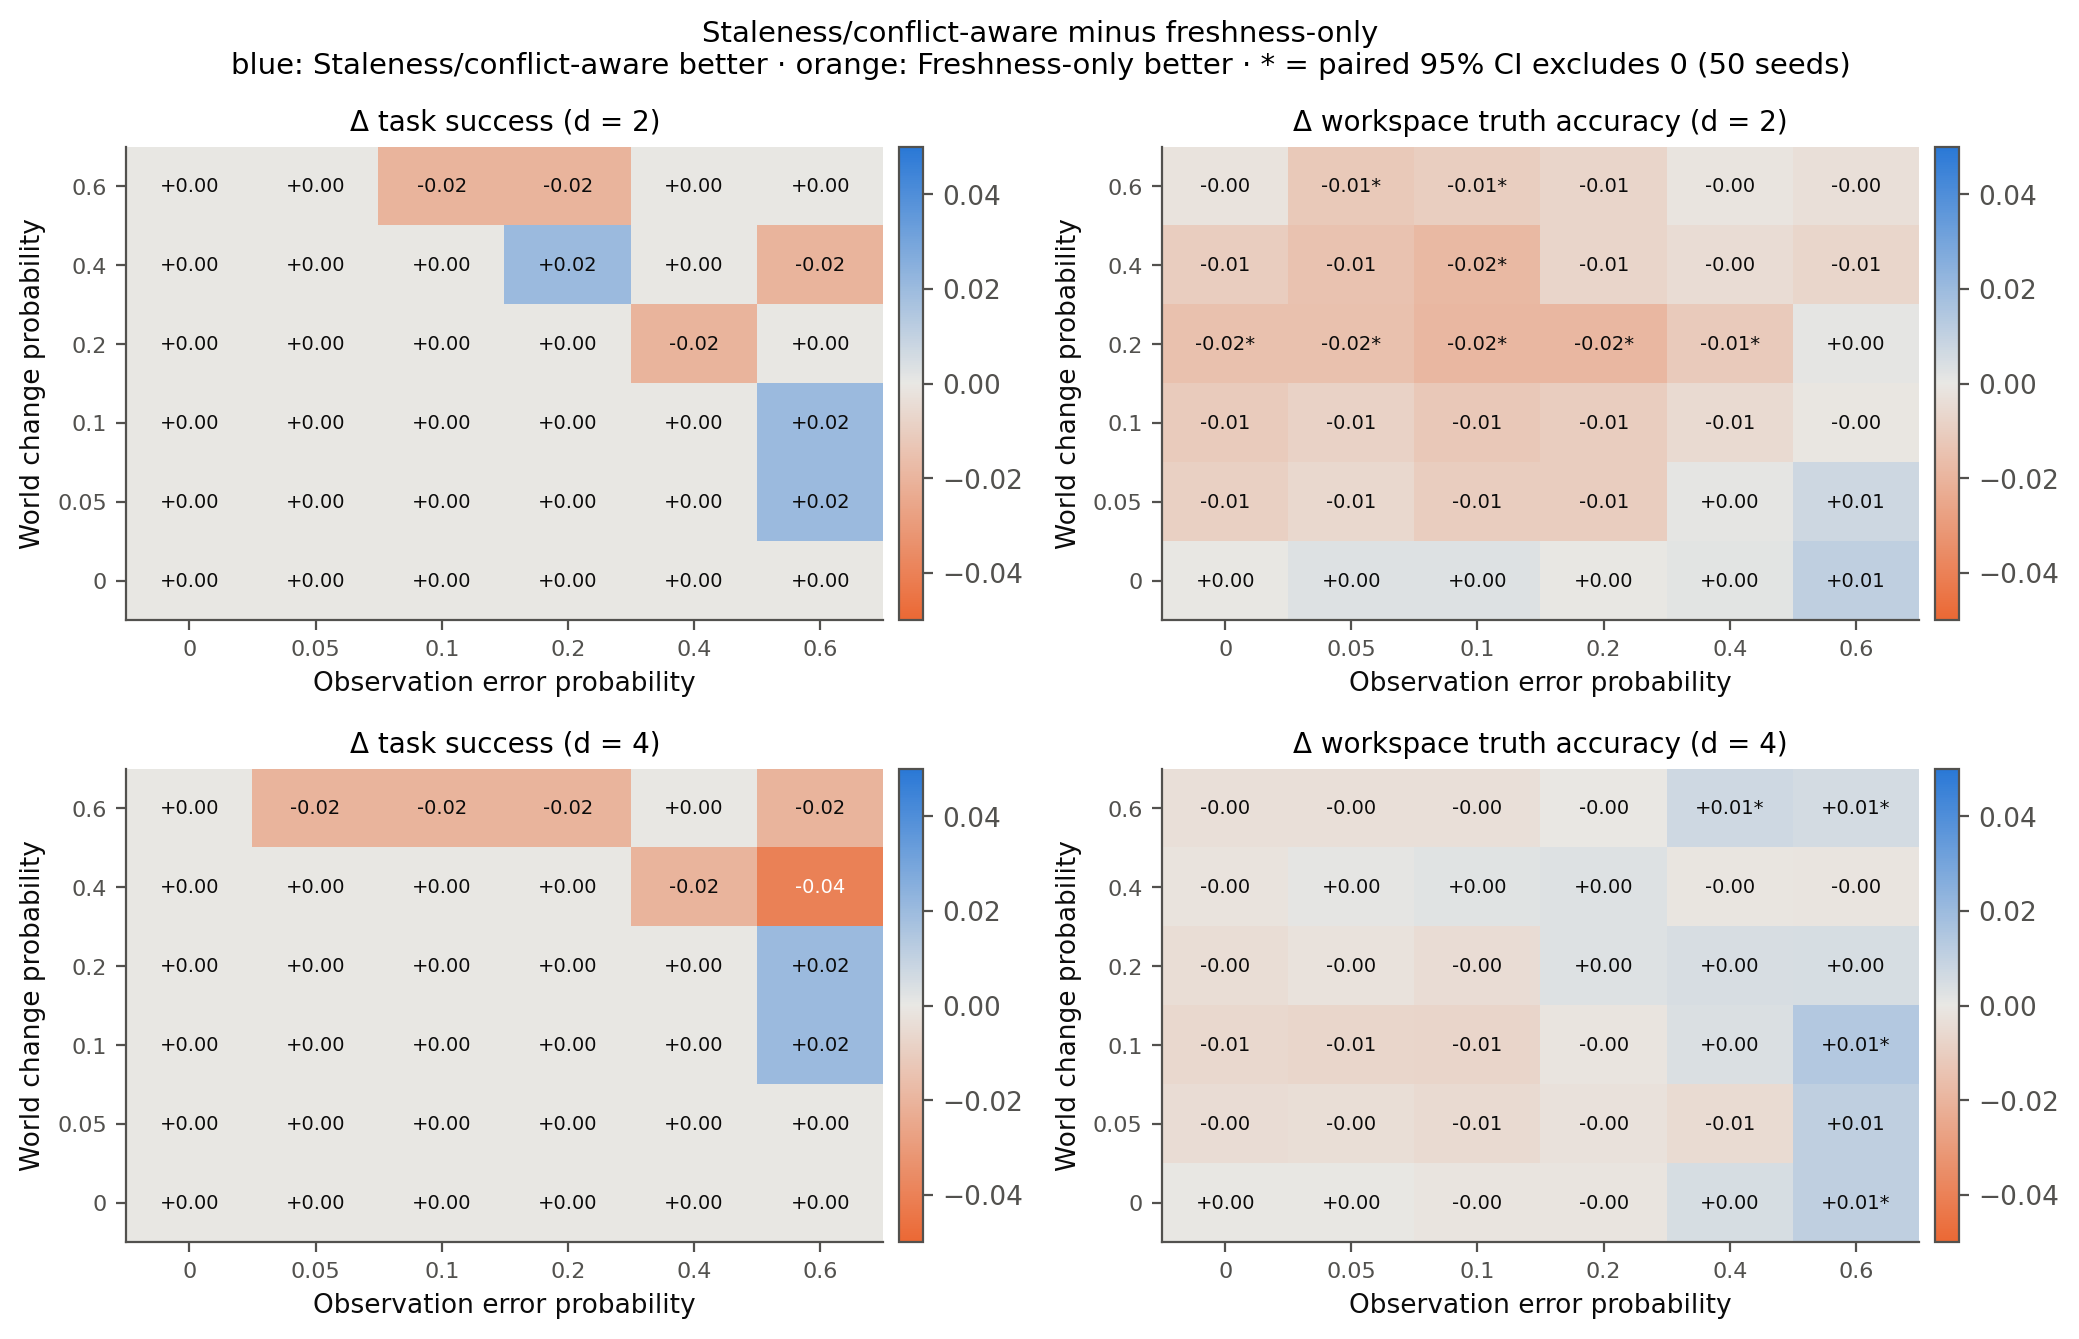 Staleness/conflict-aware minus freshness-only
blue: Staleness/conflict-aware better · orange: Freshness-only better · * = paired 95% CI excludes 0 (50 seeds)
Δ task success (d = 2)
World change probability
0.6 +0.00 +0.00 -0.02 -0.02 +0.00 +0.00
0.4 +0.00 +0.00 +0.00 +0.02 +0.00 -0.02
0.2 +0.00 +0.00 +0.00 +0.00 -0.02 +0.00
0.1 +0.00 +0.00 +0.00 +0.00 +0.00 +0.02
0.05 +0.00 +0.00 +0.00 +0.00 +0.00 +0.02
0 +0.00 +0.00 +0.00 +0.00 +0.00 +0.00
0 0.05 0.1 0.2 0.4 0.6
Observation error probability
0.04
0.02
0.00
−0.02
−0.04
Δ workspace truth accuracy (d = 2)
World change probability
0.6 -0.00 -0.01* -0.01* -0.01 -0.00 -0.00
0.4 -0.01 -0.01 -0.02* -0.01 -0.00 -0.01
0.2 -0.02* -0.02* -0.02* -0.02* -0.01* +0.00
0.1 -0.01 -0.01 -0.01 -0.01 -0.01 -0.00
0.05 -0.01 -0.01 -0.01 -0.01 +0.00 +0.01
0 +0.00 +0.00 +0.00 +0.00 +0.00 +0.01
0 0.05 0.1 0.2 0.4 0.6
Observation error probability
0.04
0.02
0.00
−0.02
−0.04
Δ task success (d = 4)
World change probability
0.6 +0.00 -0.02 -0.02 -0.02 +0.00 -0.02
0.4 +0.00 +0.00 +0.00 +0.00 -0.02 -0.04
0.2 +0.00 +0.00 +0.00 +0.00 +0.00 +0.02
0.1 +0.00 +0.00 +0.00 +0.00 +0.00 +0.02
0.05 +0.00 +0.00 +0.00 +0.00 +0.00 +0.00
0 +0.00 +0.00 +0.00 +0.00 +0.00 +0.00
0 0.05 0.1 0.2 0.4 0.6
Observation error probability
0.04
0.02
0.00
−0.02
−0.04
Δ workspace truth accuracy (d = 4)
World change probability
0.6 -0.00 -0.00 -0.00 -0.00 +0.01* +0.01*
0.4 -0.00 +0.00 +0.00 +0.00 -0.00 -0.00
0.2 -0.00 -0.00 -0.00 +0.00 +0.00 +0.00
0.1 -0.01 -0.01 -0.01 -0.00 +0.00 +0.01*
0.05 -0.00 -0.00 -0.01 -0.00 -0.01 +0.01
0 +0.00 +0.00 -0.00 -0.00 +0.00 +0.01*
0 0.05 0.1 0.2 0.4 0.6
Observation error probability
0.04
0.02
0.00
−0.02
−0.04